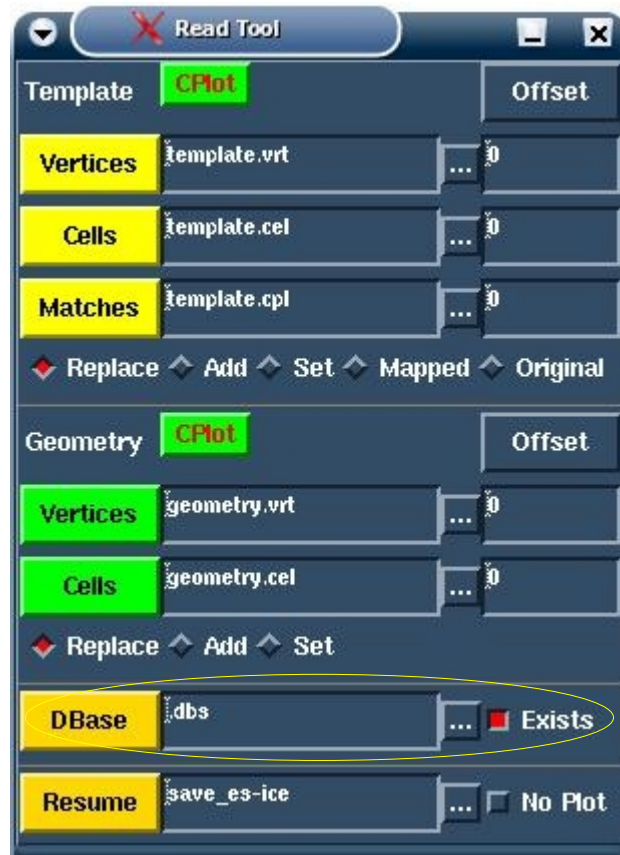 Read Tool
Template CPlot Offset
Vertices template.vrt ... 0
Cells template.cel ... 0
Matches template.cpl ... 0
Replace Add Set Mapped Original
Geometry CPlot Offset
Vertices geometry.vrt ... 0
Cells geometry.cel ... 0
Replace Add Set
DBase .dbs ... Exists
Resume save_es-ice ... No Plot